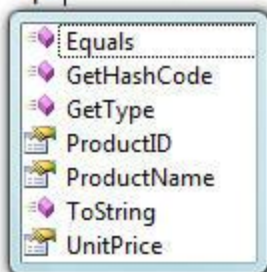 Equals
GetHashCode
GetType
ProductID
ProductName
ToString
UnitPrice